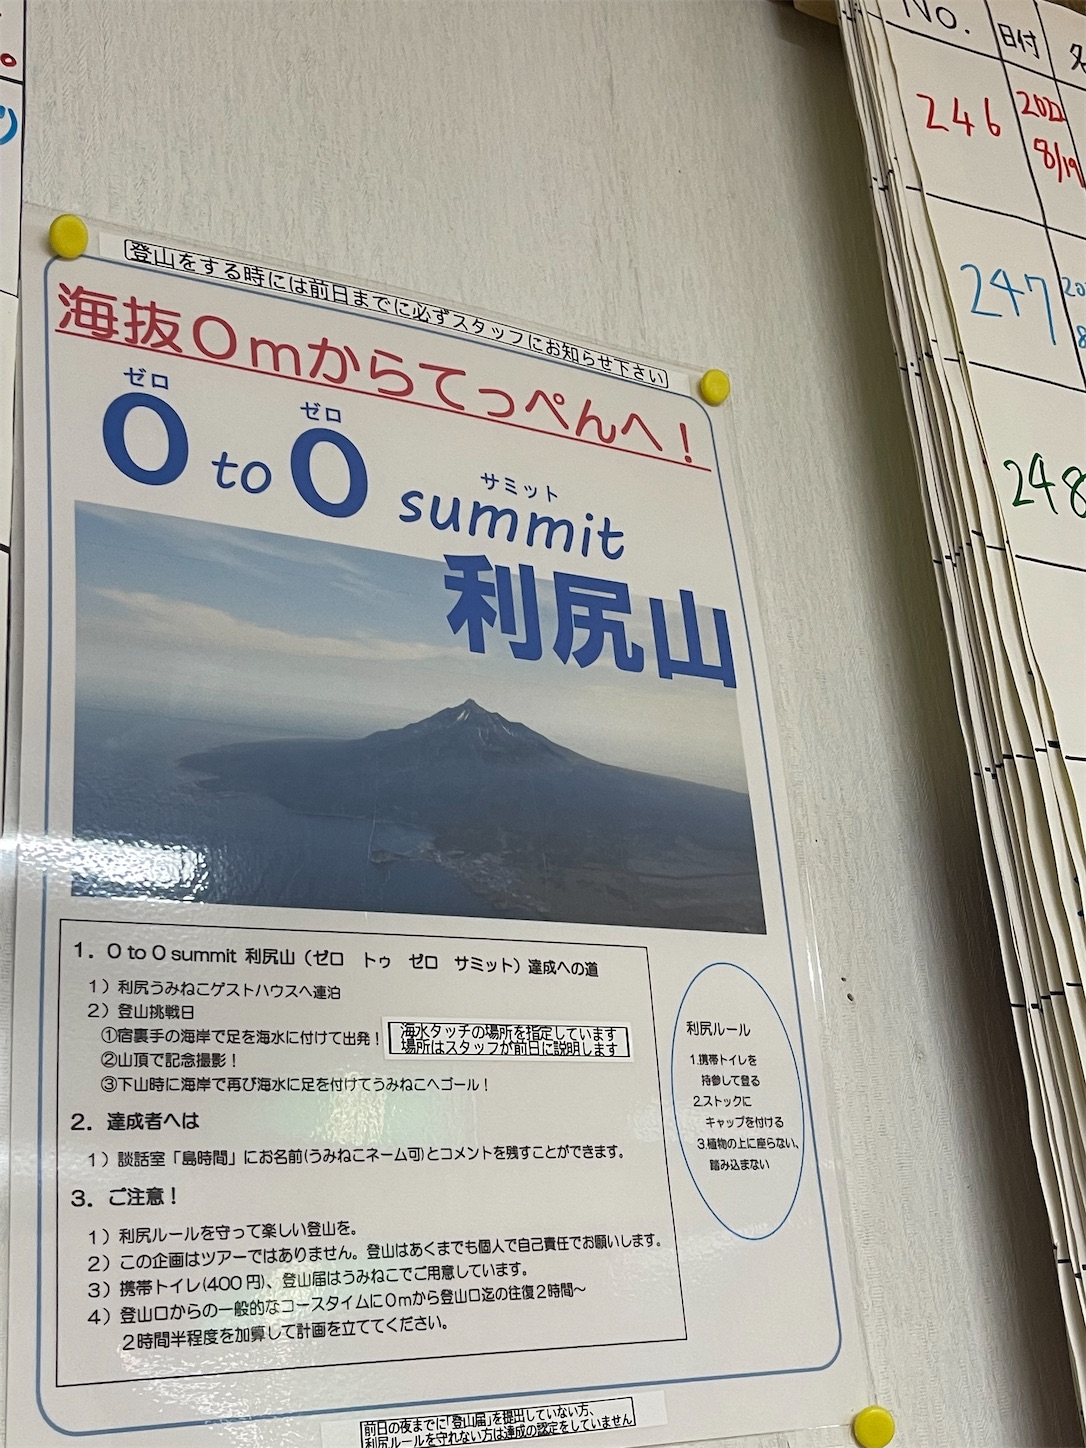 登山をする時には前日までに必ずスタッフにお知らせ下さい
海抜0mからてっぺんへ！
ゼロ ゼロ サミット
0 to 0 summit
利尻山
1．0 to 0 summit 利尻山（ゼロ トゥ ゼロ サミット）達成への道
1）利尻うみねこゲストハウスへ連泊
2）登山挑戦日
①宿裏手の海岸で足を海水に付けて出発！
海水タッチの場所を指定しています
場所はスタッフが前日に説明します
②山頂で記念撮影！
③下山時に海岸で再び海水に足を付けてうみねこへゴール！
2．達成者へは
1）談話室「島時間」にお名前(うみねこネーム可)とコメントを残すことができます。
3．ご注意！
1）利尻ルールを守って楽しい登山を。
2）この企画はツアーではありません。登山はあくまでも個人で自己責任でお願いします。
3）携帯トイレ(400円)、登山届はうみねこでご用意しています。
4）登山口からの一般的なコースタイムに0mから登山口迄の往復2時間～
2時間半程度を加算して計画を立ててください。
利尻ルール
1.携帯トイレを
持参して登る
2.ストックに
キャップを付ける
3.植物の上に座らない、
踏み込まない
前日の夜までに「登山届」を提出していない方、
利尻ルールを守れない方は達成の認定をしていません
No. 日付
246 2022 8/19
247
248